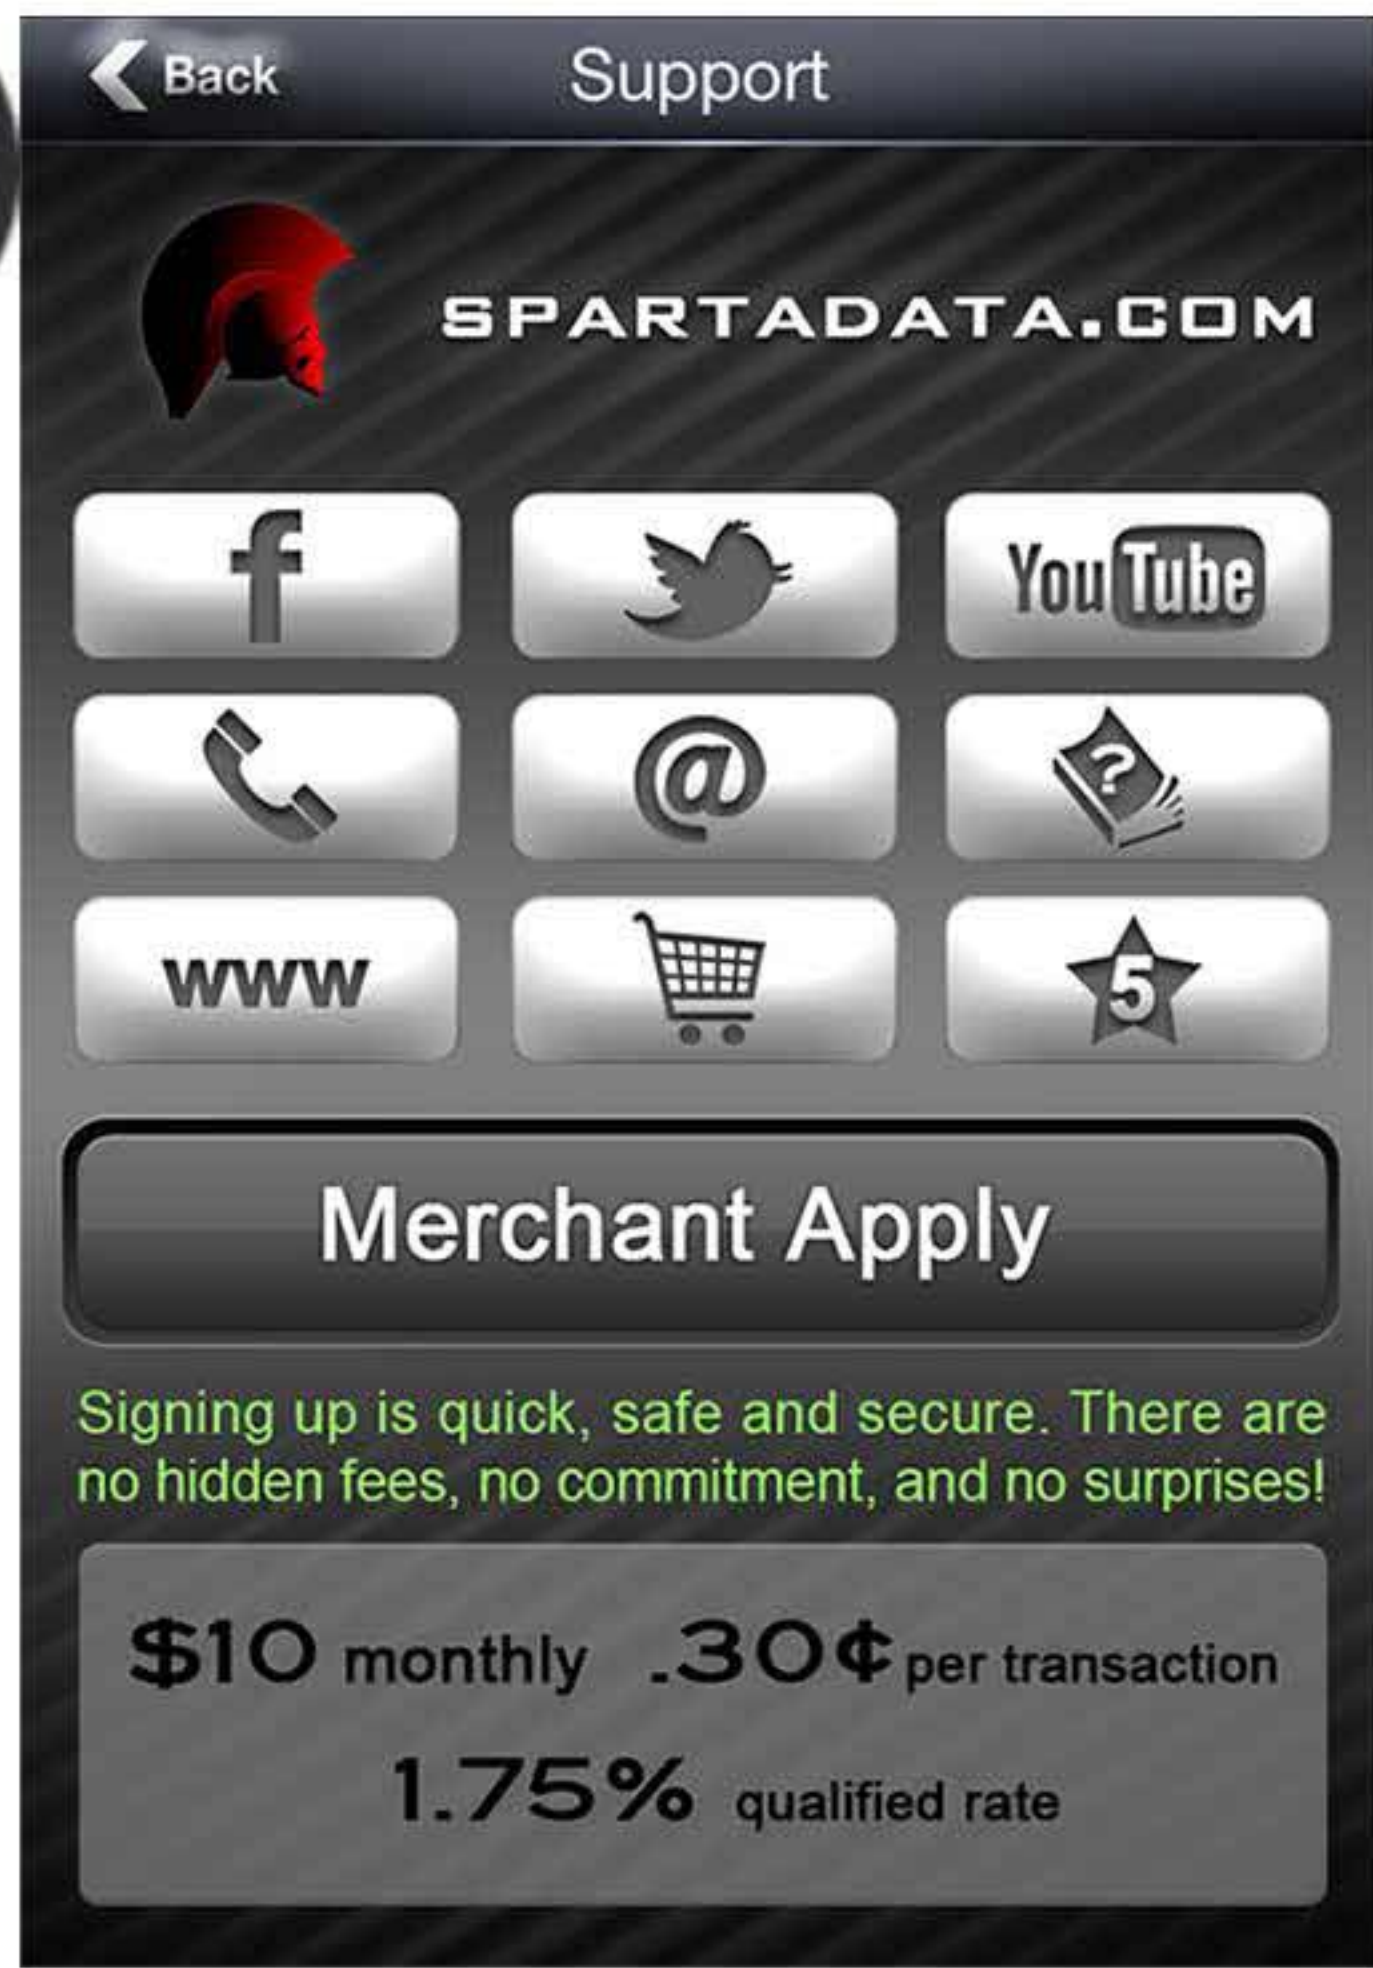 Back
Support
SPARTADATA.COM
f
You Tube
@
?
www
5
Merchant Apply
Signing up is quick, safe and secure. There are
no hidden fees, no commitment, and no surprises!
$10 monthly .30¢ per transaction
1.75% qualified rate